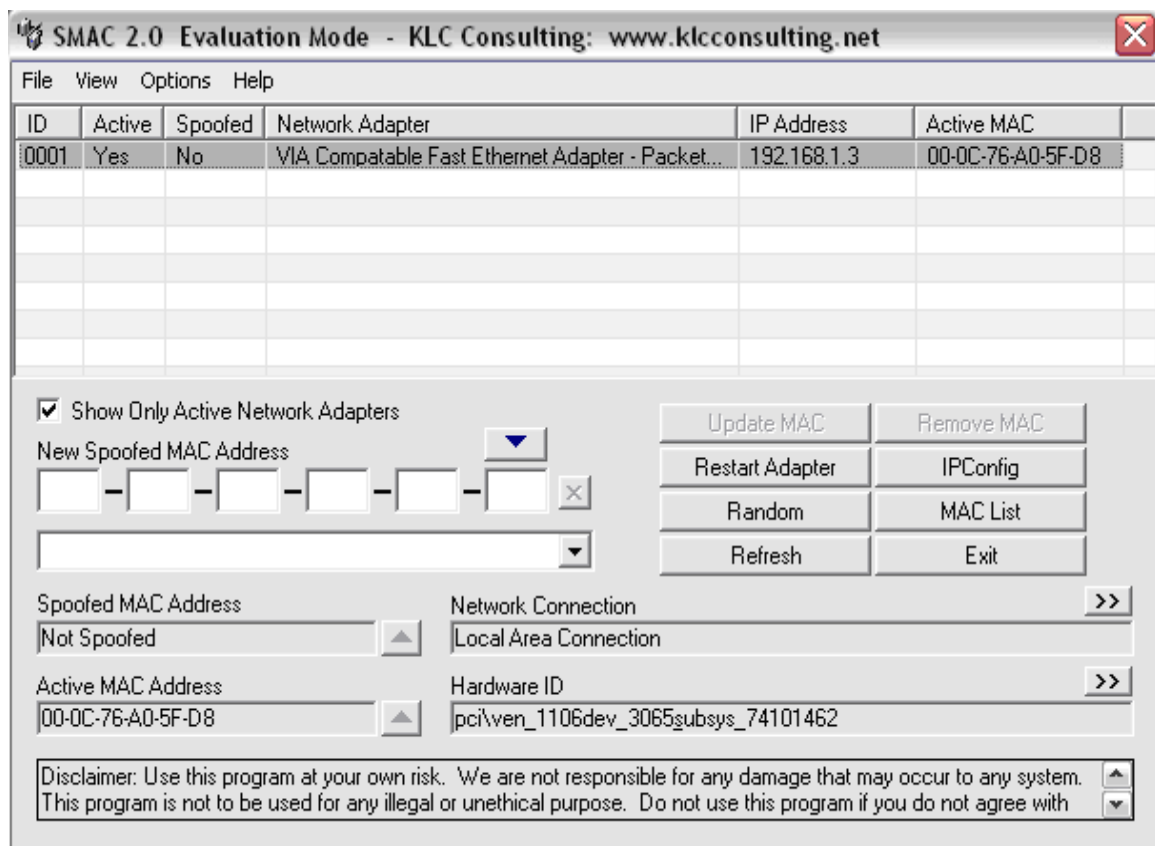 SMAC 2.0 Evaluation Mode - KLC Consulting: www.klcconsulting.net
File View Options Help
ID Active Spoofed Network Adapter IP Address Active MAC
0001 Yes No VIA Compatable Fast Ethernet Adapter - Packet... 192.168.1.3 00-0C-76-A0-5F-D8
Show Only Active Network Adapters
New Spoofed MAC Address
Update MAC Remove MAC
Restart Adapter IPConfig
Random MAC List
Refresh Exit
Spoofed MAC Address
Not Spoofed
Network Connection >>
Local Area Connection
Active MAC Address
00-0C-76-A0-5F-D8
Hardware ID >>
pci\ven_1106dev_3065subsys_74101462
Disclaimer: Use this program at your own risk. We are not responsible for any damage that may occur to any system.
This program is not to be used for any illegal or unethical purpose. Do not use this program if you do not agree with